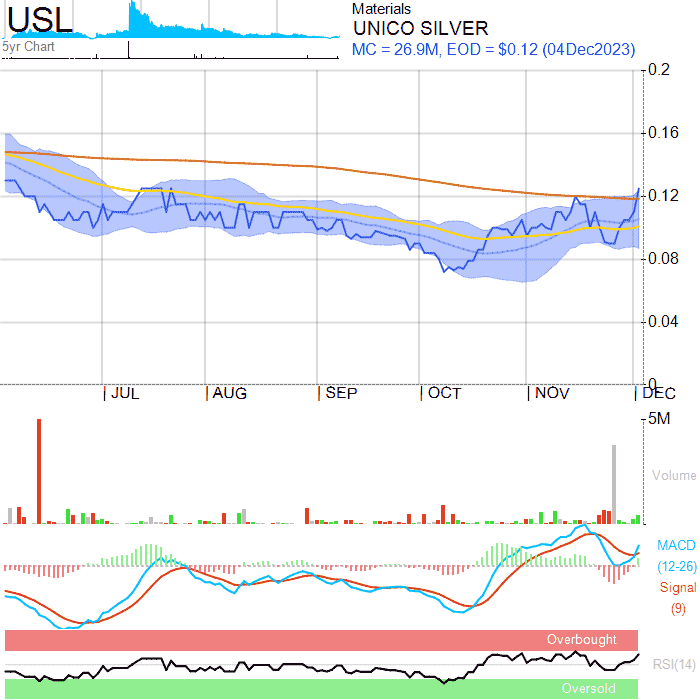 USL
5yr Chart
Materials
UNICO SILVER
MC = 26.9M, EOD = $0.12 (04Dec2023)
0.2
0.16
0.12
0.08
0.04
0
JUL AUG SEP OCT NOV DEC
5M
Volume
MACD
(12-26)
Signal
(9)
Overbought
RSI(14)
Oversold